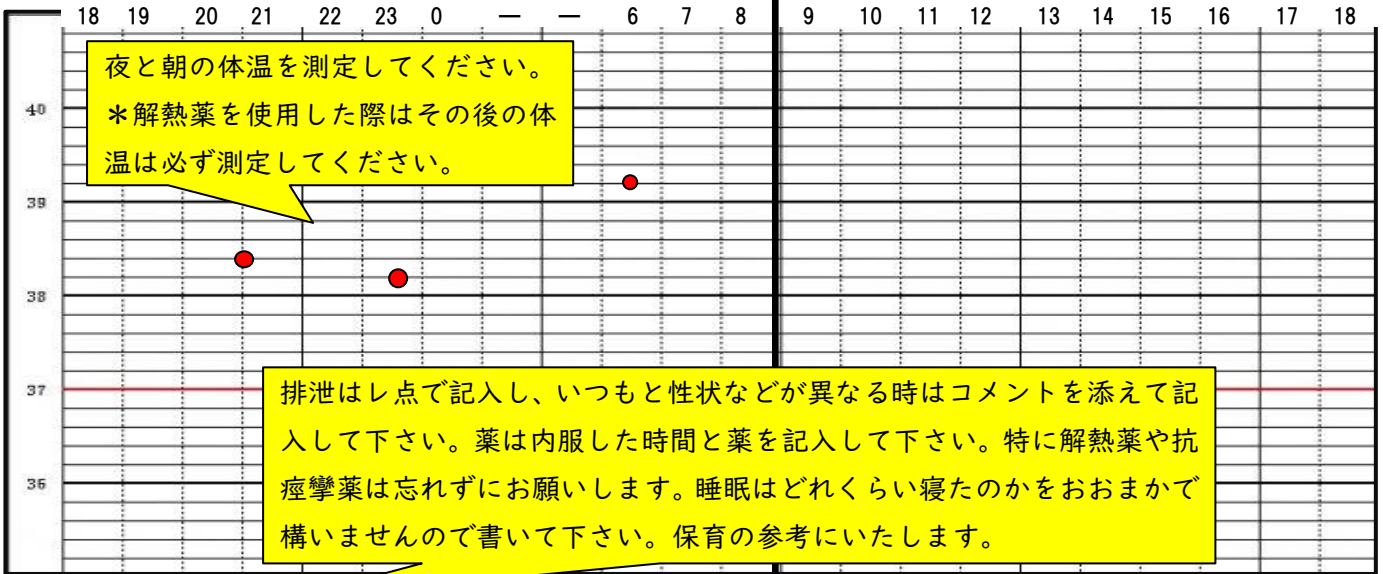 18 19 20 21 22 23 0 ― ― 6 7 8 9 10 11 12 13 14 15 16 17 18
夜と朝の体温を測定してください。
＊解熱薬を使用した際はその後の体
温は必ず測定してください。
40
39
38
37
排泄はレ点で記入し、いつもと性状などが異なる時はコメントを添えて記
入して下さい。薬は内服した時間と薬を記入して下さい。特に解熱薬や抗
痙攣薬は忘れずにお願いします。睡眠はどれくらい寝たのかをおおまかで
構いませんので書いて下さい。保育の参考にいたします。
36